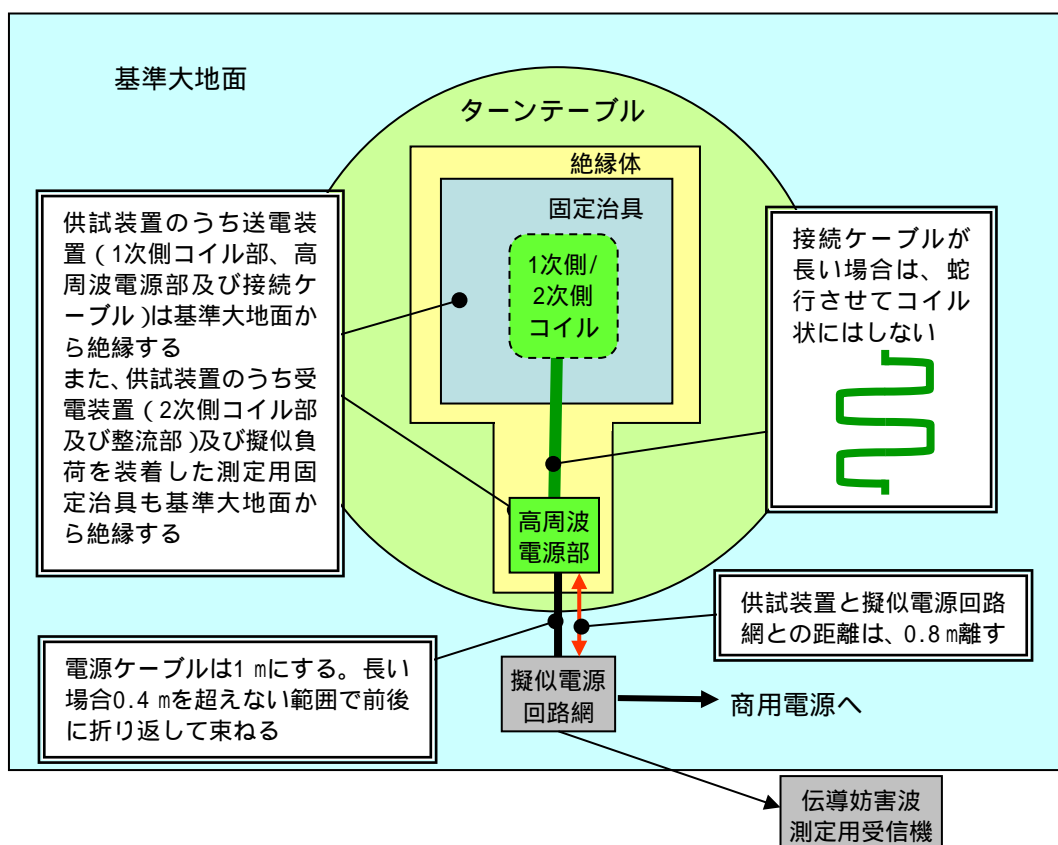 基準大地面
ターンテーブル
絶縁体
固定治具
1次側/
2次側
コイル
供試装置のうち送電装
置(1次側コイル部、高
周波電源部及び接続ケ
ーブル)は基準大地面か
ら絶縁する
また、供試装置のうち受
電装置(2次側コイル部
及び整流部)及び擬似負
荷を装着した測定用固
定治具も基準大地面か
ら絶縁する
接続ケーブルが
長い場合は、蛇
行させてコイル
状にはしない
高周波
電源部
供試装置と擬似電源回路
網との距離は、0.8 m離す
電源ケーブルは1 mにする。長い
場合0.4 mを超えない範囲で前後
に折り返して束ねる
擬似電源
回路網
商用電源へ
伝導妨害波
測定用受信機